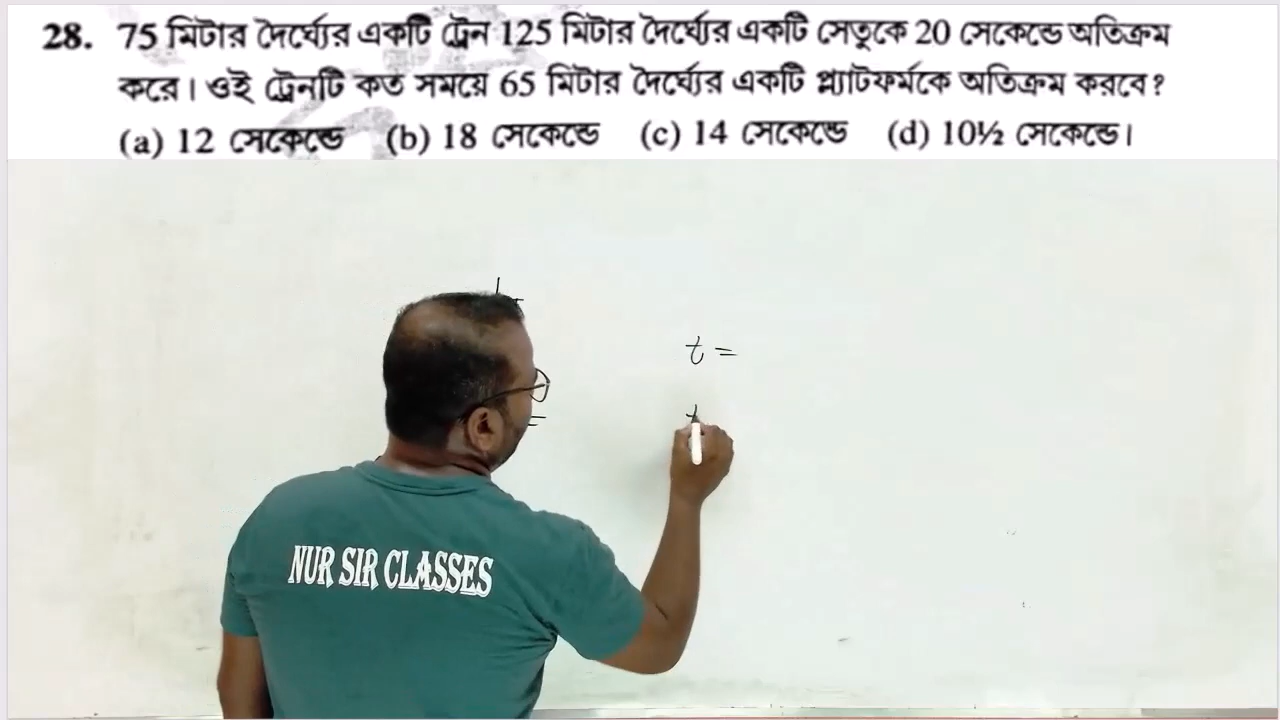 28. 75 মিটার দৈর্ঘ্যের একটি ট্রেন 125 মিটার দৈর্ঘ্যের একটি সেতুকে 20 সেকেন্ডে অতিক্রম
করে। ওই ট্রেনটি কত সময়ে 65 মিটার দৈর্ঘ্যের একটি প্ল্যাটফর্মকে অতিক্রম করবে?
(a) 12 সেকেন্ডে (b) 18 সেকেন্ডে (c) 14 সেকেন্ডে (d) 10½ সেকেন্ডে।
t =
NUR SIR CLASSES